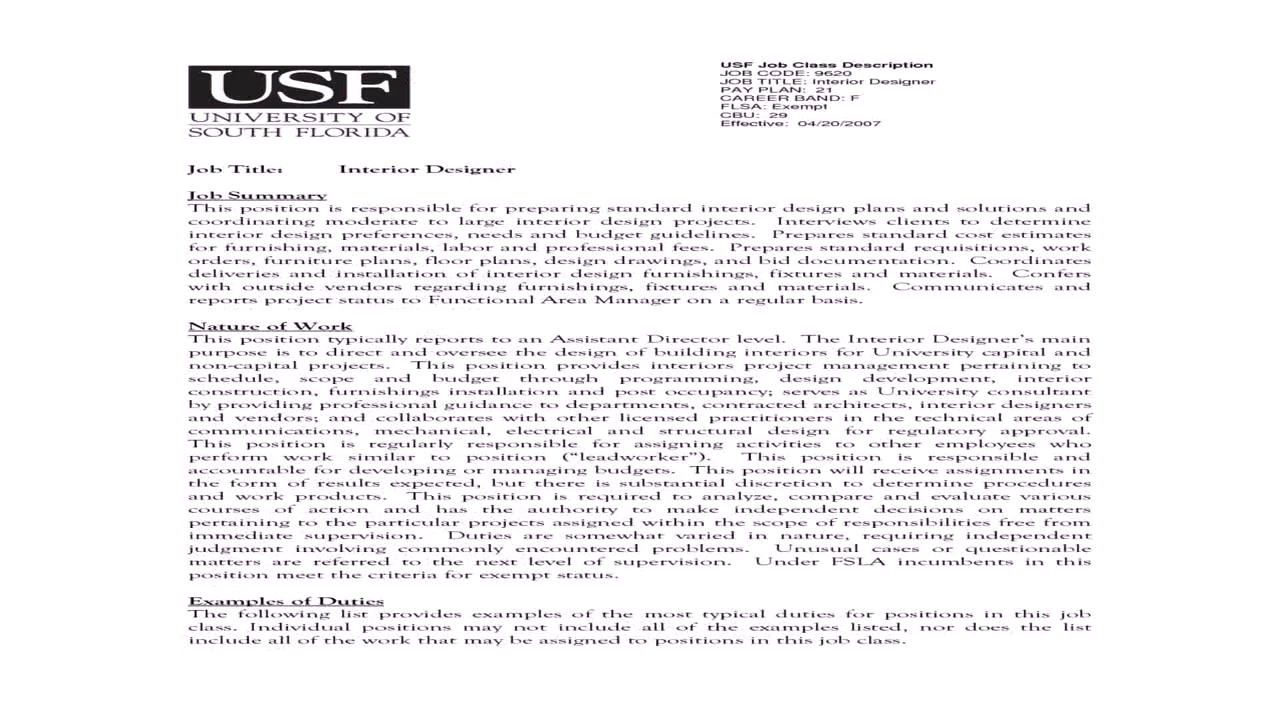 USF
UNIVERSITY OF
SOUTH FLORIDA
USF Job Class Description
JOB CODE: 9620
JOB TITLE: Interior Designer
PAY PLAN: 21
CAREER BAND: F
FLSA: Exempt
CBU: 29
Effective: 04/20/2007
Job Title: Interior Designer
Job Summary
This position is responsible for preparing standard interior design plans and solutions and
coordinating moderate to large interior design projects. Interviews clients to determine
interior design preferences, needs and budget guidelines. Prepares standard cost estimates
for furnishing, materials, labor and professional fees. Prepares standard requisitions, work
orders, furniture plans, floor plans, design drawings, and bid documentation. Coordinates
deliveries and installation of interior design furnishings, fixtures and materials. Confers
with outside vendors regarding furnishings, fixtures and materials. Communicates and
reports project status to Functional Area Manager on a regular basis.
Nature of Work
This position typically reports to an Assistant Director level. The Interior Designer's main
purpose is to direct and oversee the design of building interiors for University capital and
non-capital projects. This position provides interiors project management pertaining to
schedule, scope and budget through programming, design development, interior
construction, furnishings installation and post occupancy; serves as University consultant
by providing professional guidance to departments, contracted architects, interior designers
and vendors; and collaborates with other licensed practitioners in the technical areas of
communications, mechanical, electrical and structural design for regulatory approval.
This position is regularly responsible for assigning activities to other employees who
perform work similar to position ("leadworker"). This position is responsible and
accountable for developing or managing budgets. This position will receive assignments in
the form of results expected, but there is substantial discretion to determine procedures
and work products. This position is required to analyze, compare and evaluate various
courses of action and has the authority to make independent decisions on matters
pertaining to the particular projects assigned within the scope of responsibilities free from
immediate supervision. Duties are somewhat varied in nature, requiring independent
judgment involving commonly encountered problems. Unusual cases or questionable
matters are referred to the next level of supervision. Under FSLA incumbents in this
position meet the criteria for exempt status.
Examples of Duties
The following list provides examples of the most typical duties for positions in this job
class. Individual positions may not include all of the examples listed, nor does the list
include all of the work that may be assigned to positions in this job class.